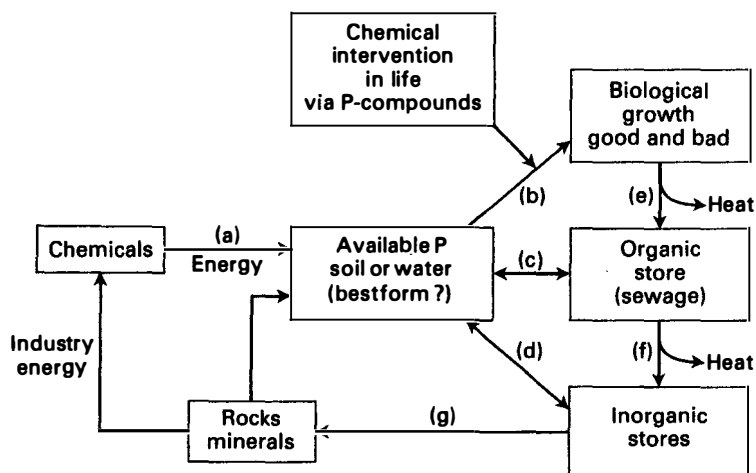 Chemical
intervention
in life
via P-compounds
Biological
growth
good and bad
(b)
(e)
Heat
Chemicals
(a)
Energy
Available P
soil or water
(bestform ?)
(c)
Organic
store
(sewage)
Industry
energy
(d)
(f)
Heat
Rocks
minerals
(g)
Inorganic
stores